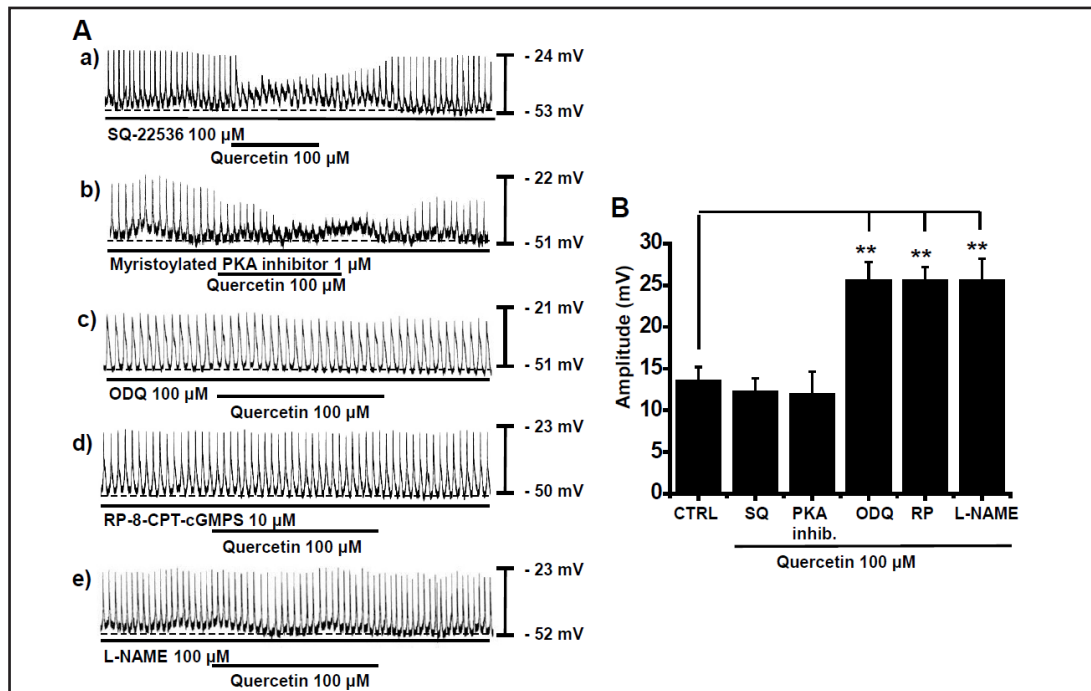 A
a)
- 24 mV
- 53 mV
SQ-22536 100 µM
Quercetin 100 µM
b)
- 22 mV
- 51 mV
Myristoylated PKA inhibitor 1 µM
Quercetin 100 µM
c)
- 21 mV
- 51 mV
ODQ 100 µM
Quercetin 100 µM
d)
- 23 mV
- 50 mV
RP-8-CPT-cGMPS 10 µM
Quercetin 100 µM
e)
- 23 mV
- 52 mV
L-NAME 100 µM
Quercetin 100 µM
B
Amplitude (mV)
30
25
20
15
10
5
0
** ** **
CTRL SQ PKA inhib. ODQ RP L-NAME
Quercetin 100 µM